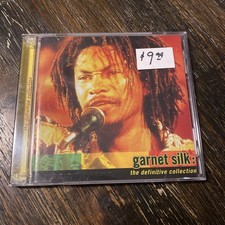 $9.99
garnet silk:
the definitive collection